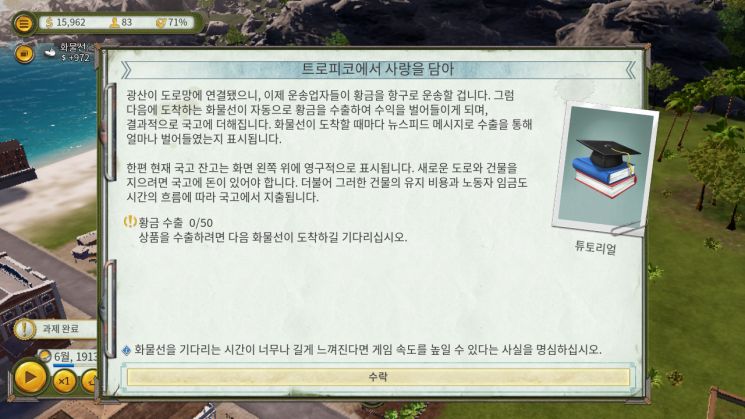 $ 15,962
83
71%
화물선
$ +972
트로피코에서 사랑을 담아
광산이 도로망에 연결됐으니, 이제 운송업자들이 황금을 항구로 운송할 겁니다. 그럼
다음에 도착하는 화물선이 자동으로 황금을 수출하여 수익을 벌어들이게 되며,
결과적으로 국고에 더해집니다. 화물선이 도착할 때마다 뉴스피드 메시지로 수출을 통해
얼마나 벌어들였는지 표시됩니다.
한편 현재 국고 잔고는 화면 왼쪽 위에 영구적으로 표시됩니다. 새로운 도로와 건물을
지으려면 국고에 돈이 있어야 합니다. 더불어 그러한 건물의 유지 비용과 노동자 임금도
시간의 흐름에 따라 국고에서 지출됩니다.
황금 수출 0/50
상품을 수출하려면 다음 화물선이 도착하길 기다리십시오.
튜토리얼
과제 완료
6월, 1913
x1
화물선을 기다리는 시간이 너무나 길게 느껴진다면 게임 속도를 높일 수 있다는 사실을 명심하십시오.
수락